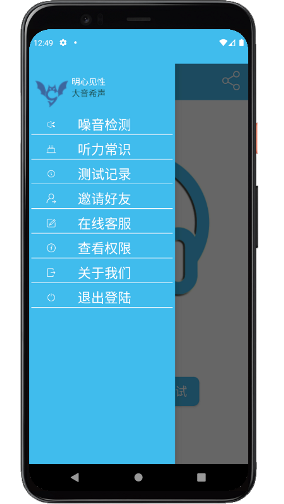 12:49
明心见性
大音希声
噪音检测
听力常识
测试记录
邀请好友
在线客服
查看权限
关于我们
退出登陆
试